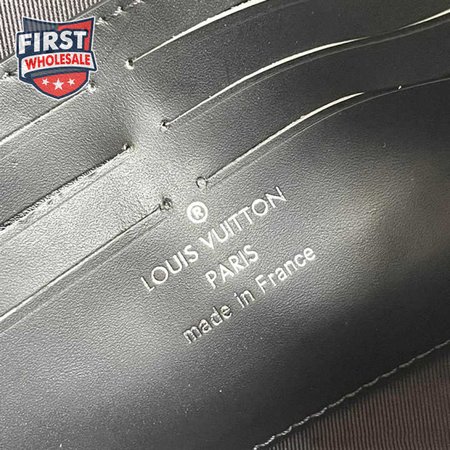 FIRST
WHOLESALE
®
LOUIS VUITTON
PARIS
made in France